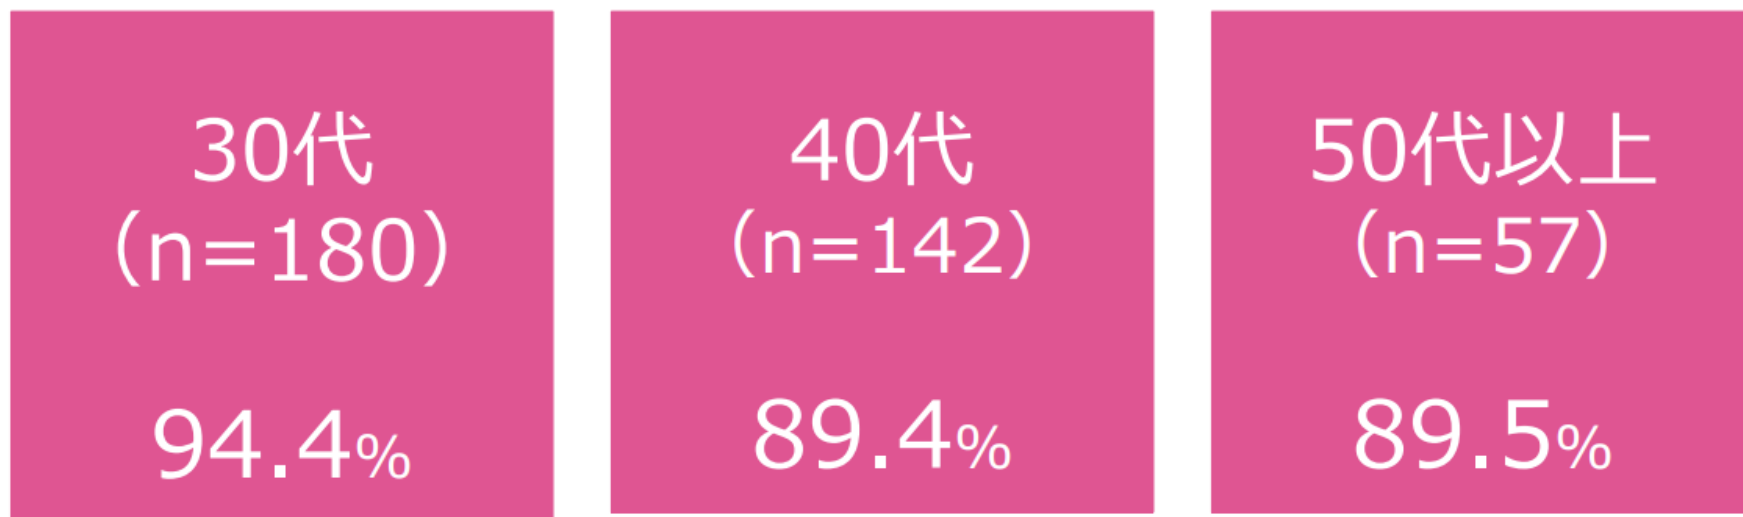 30代
（n=180）
94.4%
40代
（n=142）
89.4%
50代以上
（n=57）
89.5%